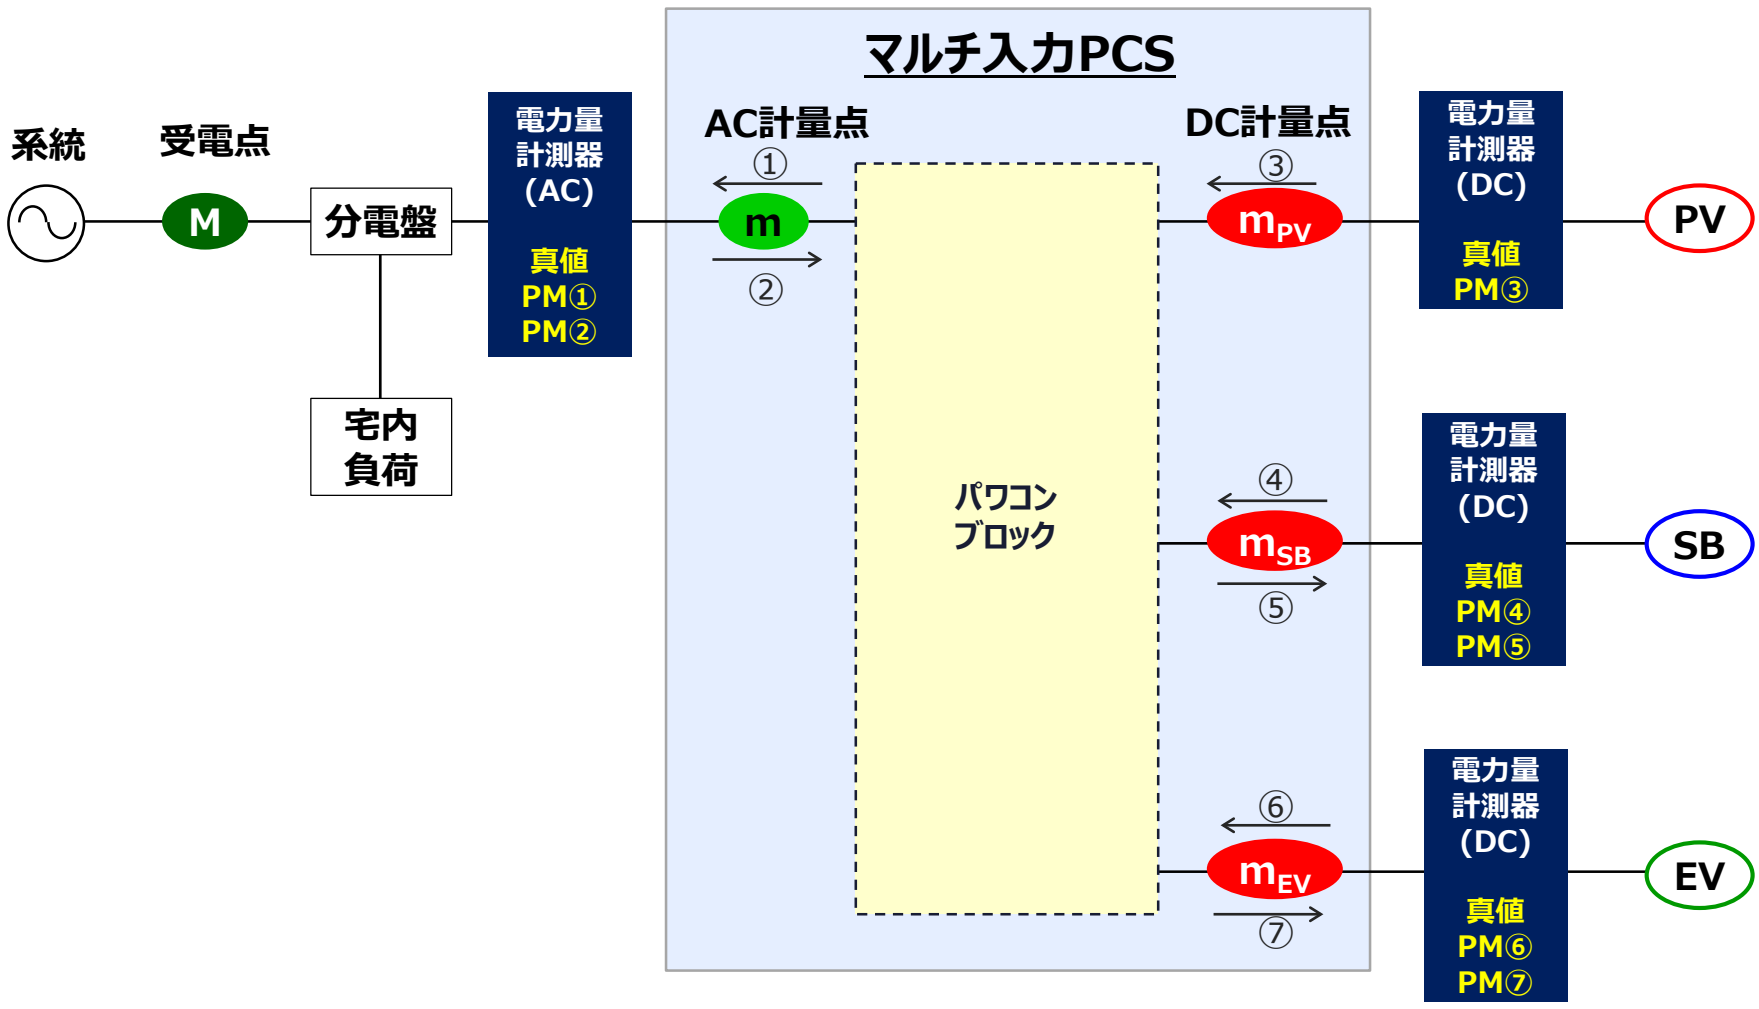 マルチ入力PCS
系統
受電点
M
分電盤
宅内
負荷
電力量
計測器
(AC)
真値
PM①
PM②
AC計量点
①
m
②
パワコン
ブロック
DC計量点
③
mPV
④
mSB
⑤
⑥
mEV
⑦
電力量
計測器
(DC)
真値
PM③
PV
電力量
計測器
(DC)
真値
PM④
PM⑤
SB
電力量
計測器
(DC)
真値
PM⑥
PM⑦
EV